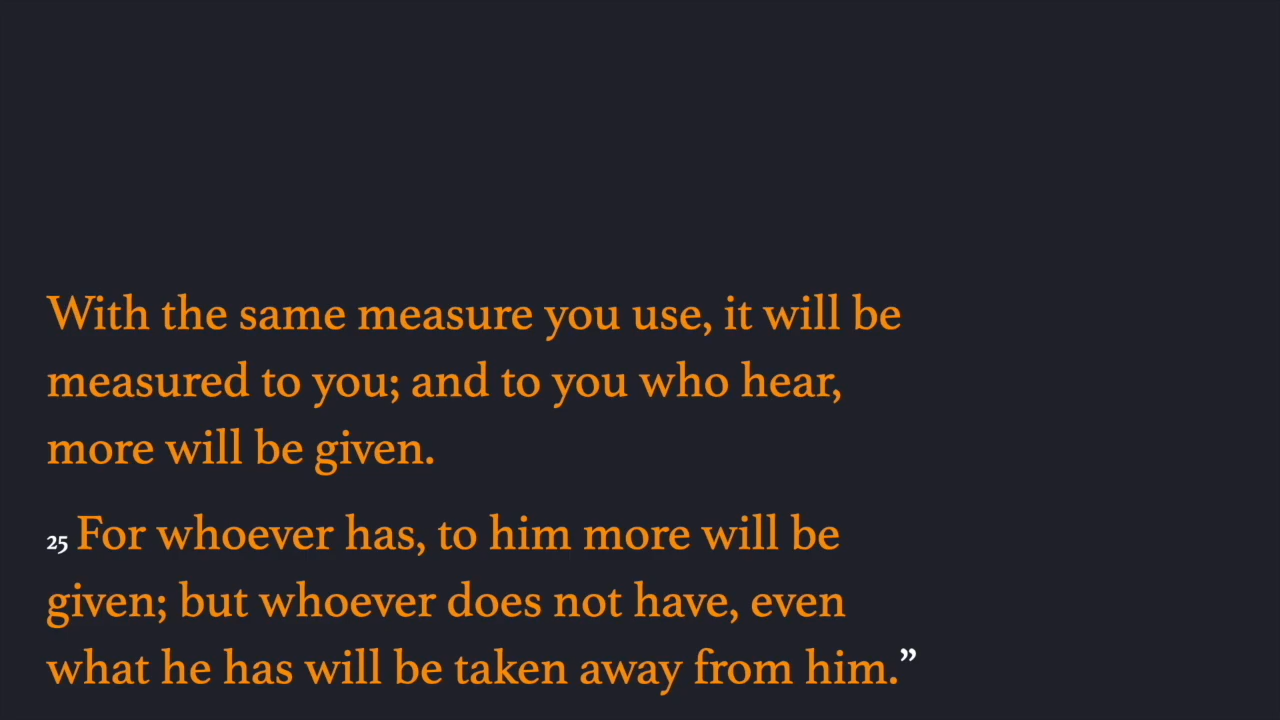 With the same measure you use, it will be
measured to you; and to you who hear,
more will be given.
25 For whoever has, to him more will be
given; but whoever does not have, even
what he has will be taken away from him.”